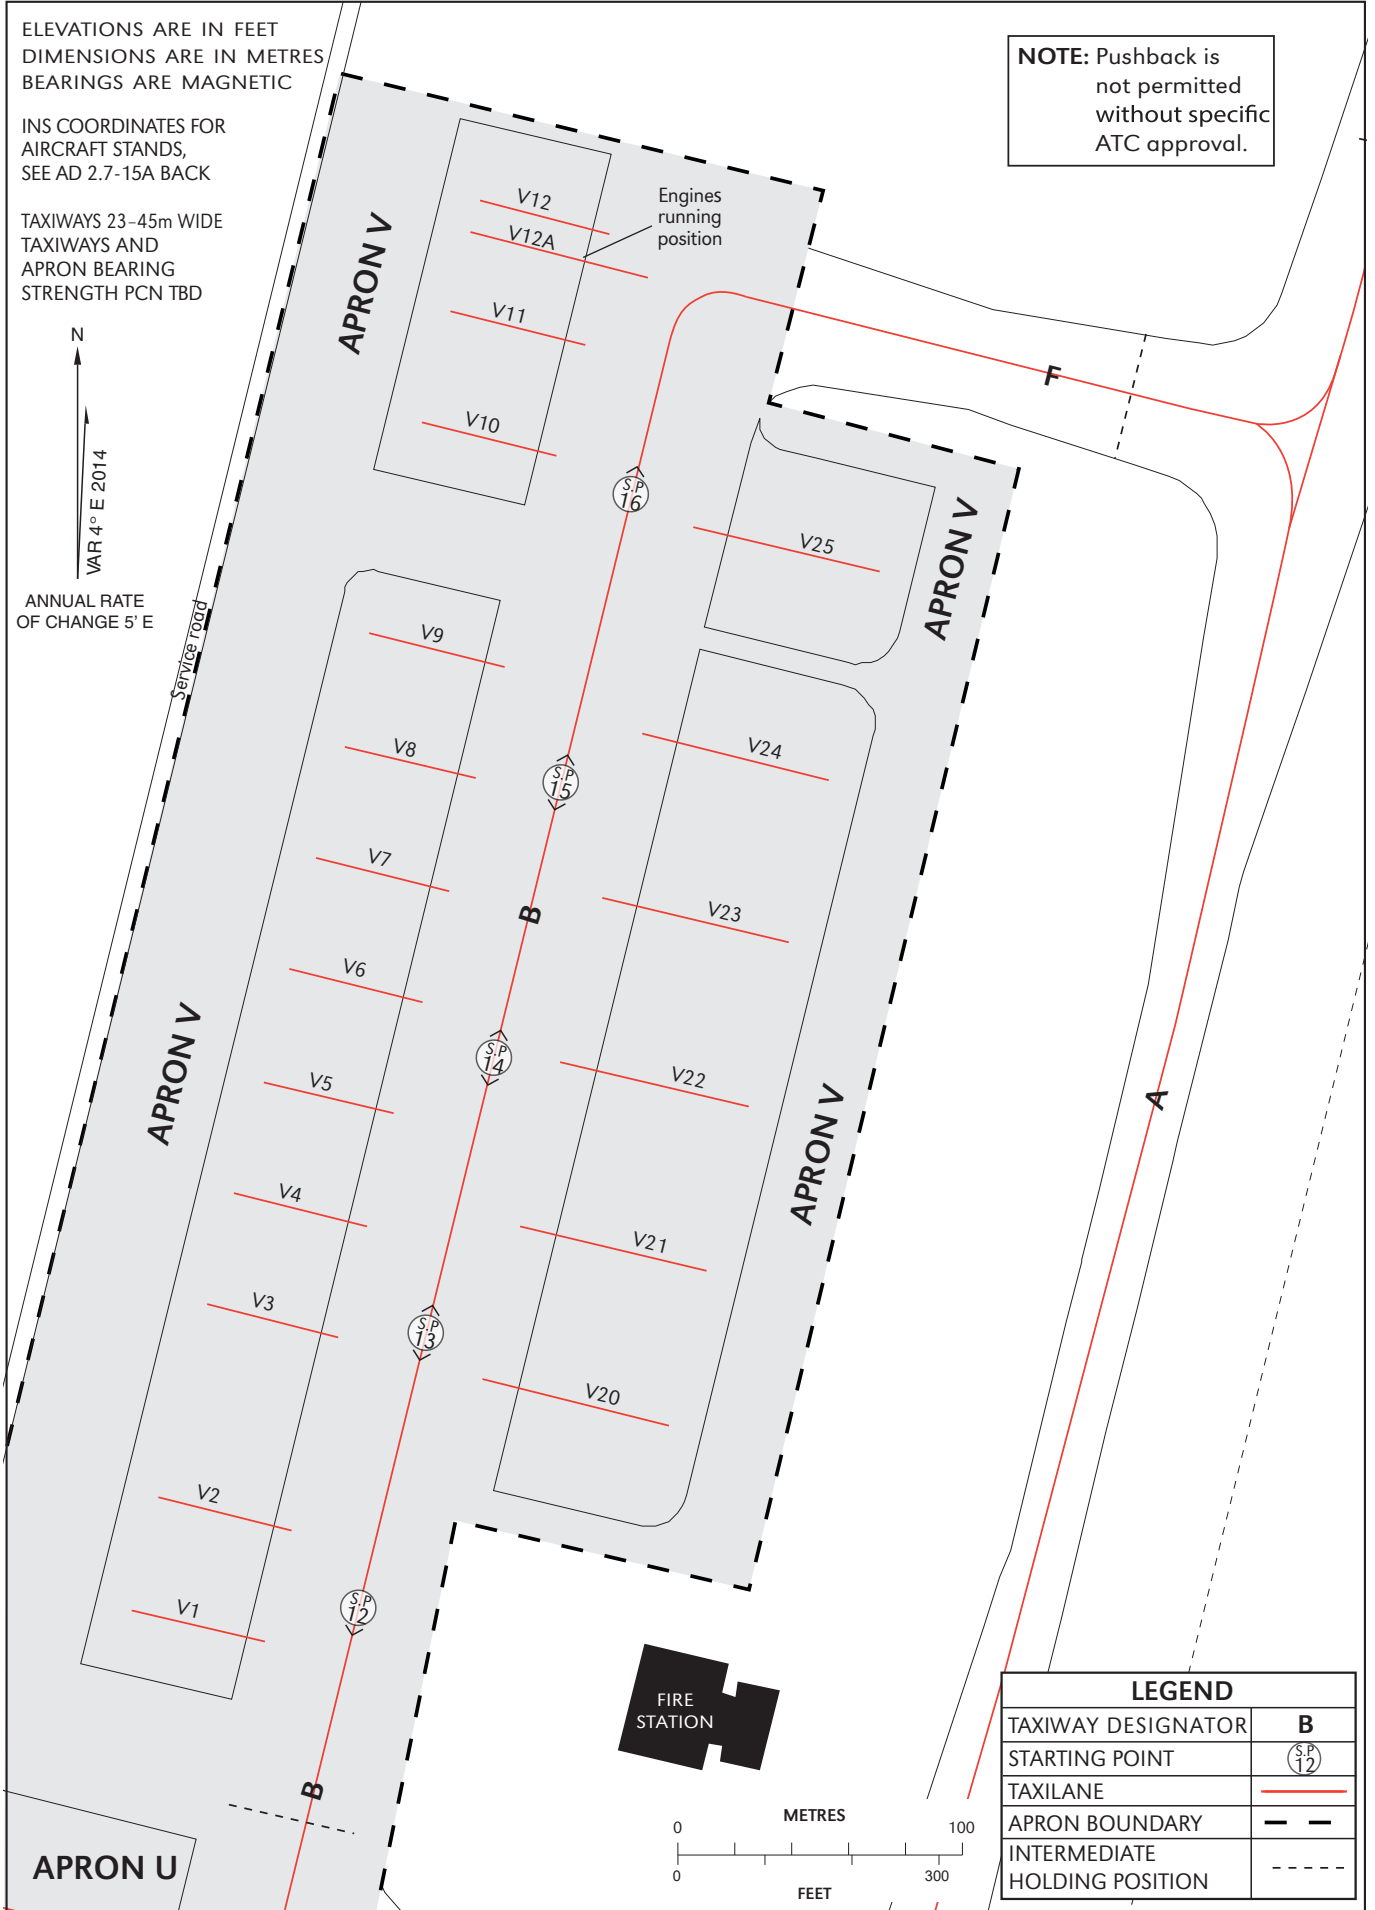 ELEVATIONS ARE IN FEET
DIMENSIONS ARE IN METRES
BEARINGS ARE MAGNETIC
INS COORDINATES FOR
AIRCRAFT STANDS,
SEE AD 2.7-15A BACK
TAXIWAYS 23–45m WIDE
TAXIWAYS AND
APRON BEARING
STRENGTH PCN TBD
N
VAR 4° E 2014
ANNUAL RATE
OF CHANGE 5' E
NOTE: Pushback is
not permitted
without specific
ATC approval.
Engines
running
position
APRON V
V12
V12A
V11
V10
F
S.P
16
V25
APRON V
Service road
V9
V8
V24
S.P
15
V7
B
V23
V6
S.P
14
V5
V22
A
APRON V
APRON V
V4
V21
V3
S.P
13
V20
V2
V1
S.P
12
FIRE
STATION
B
APRON U
METRES
0
100
0
300
FEET
LEGEND
TAXIWAY DESIGNATOR B
STARTING POINT
S.P
12
TAXILANE
APRON BOUNDARY
INTERMEDIATE
HOLDING POSITION